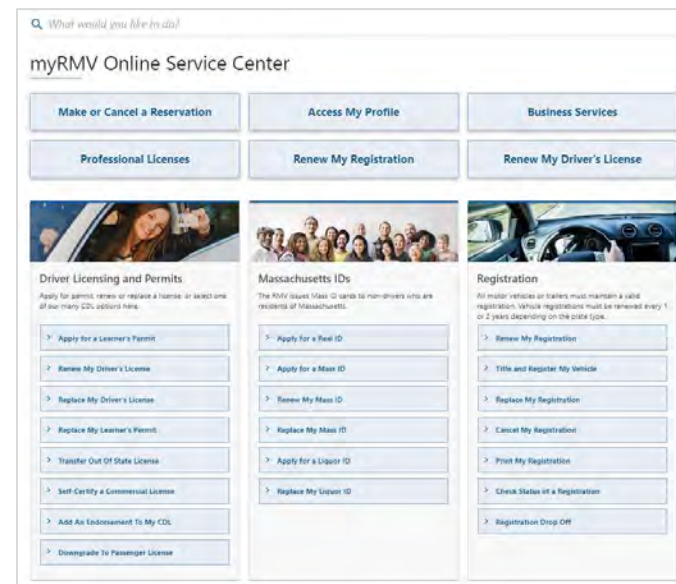 What would you like to do?
myRMV Online Service Center
Make or Cancel a Reservation
Access My Profile
Business Services
Professional Licenses
Renew My Registration
Renew My Driver's License
Driver Licensing and Permits
Apply for permit, renew or replace a license, or select one
of our many CDL options here.
> Apply for a Learner's Permit
> Renew My Driver's License
> Replace My Driver's License
> Replace My Learner's Permit
> Transfer Out Of State License
> Self-Certify a Commercial License
> Add An Endorsement To My CDL
> Downgrade To Passenger License
Massachusetts IDs
The RMV issues Mass ID cards to non-drivers who are
residents of Massachusetts.
> Apply for a Real ID
> Apply for a Mass ID
> Renew My Mass ID
> Replace My Mass ID
> Apply for a Liquor ID
> Replace My Liquor ID
Registration
All motor vehicles or trailers must maintain a valid
registration. Vehicle registrations must be renewed every 1
or 2 years depending on the plate type.
> Renew My Registration
> Title and Register My Vehicle
> Replace My Registration
> Cancel My Registration
> Print My Registration
> Check Status of a Registration
> Registration Drop Off